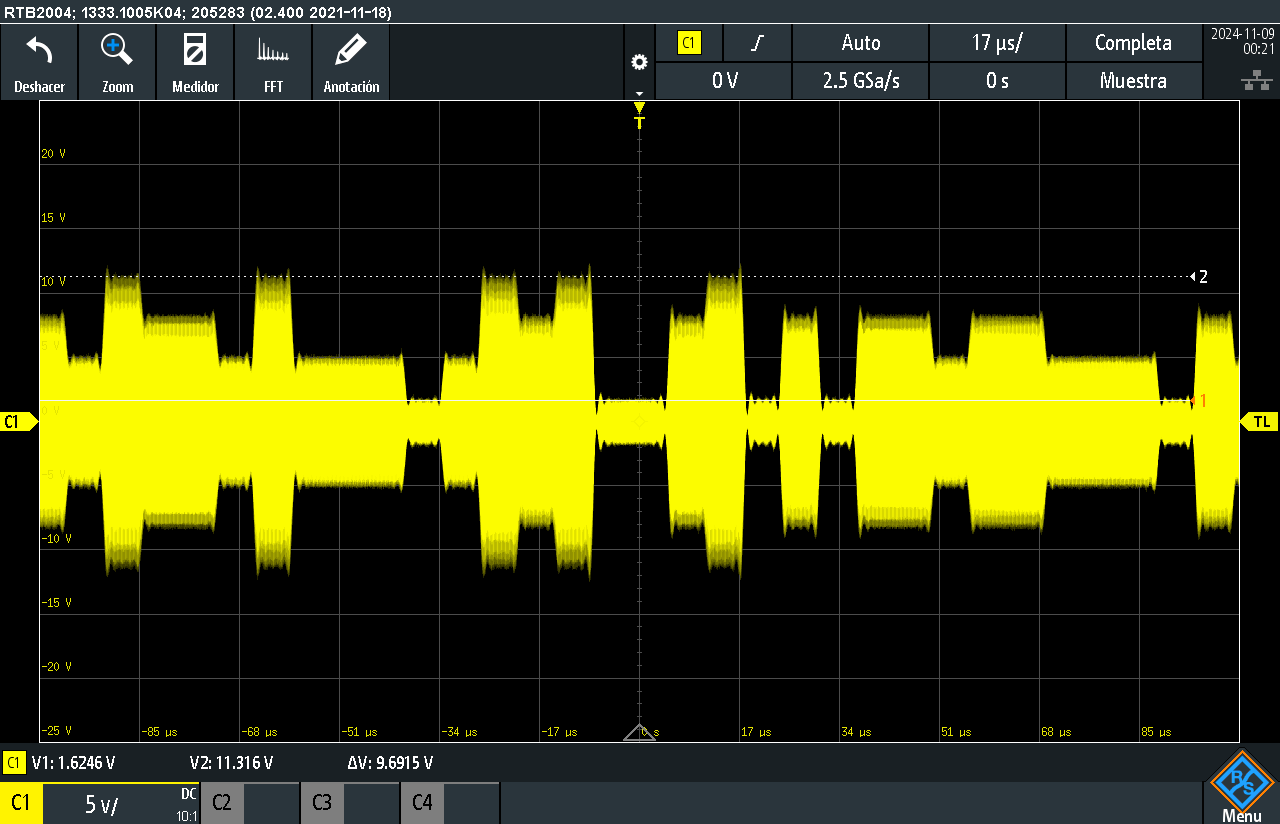 RTB2004; 1333.1005K04; 205283 (02.400 2021-11-18)
Deshacer
Zoom
Medidor
FFT
Anotación
C1
Auto
17 µs/
Completa
0 V
2.5 GSa/s
0 s
Muestra
2024-11-09
00:21
T
20 V
15 V
10 V
5 V
0 V
-5 V
-10 V
-15 V
-20 V
-25 V
2
1
C1
TL
-85 µs
-68 µs
-51 µs
-34 µs
-17 µs
0 s
17 µs
34 µs
51 µs
68 µs
85 µs
C1 V1: 1.6246 V V2: 11.316 V ΔV: 9.6915 V
C1 5 V/ DC 10:1
C2
C3
C4
R S
Menu